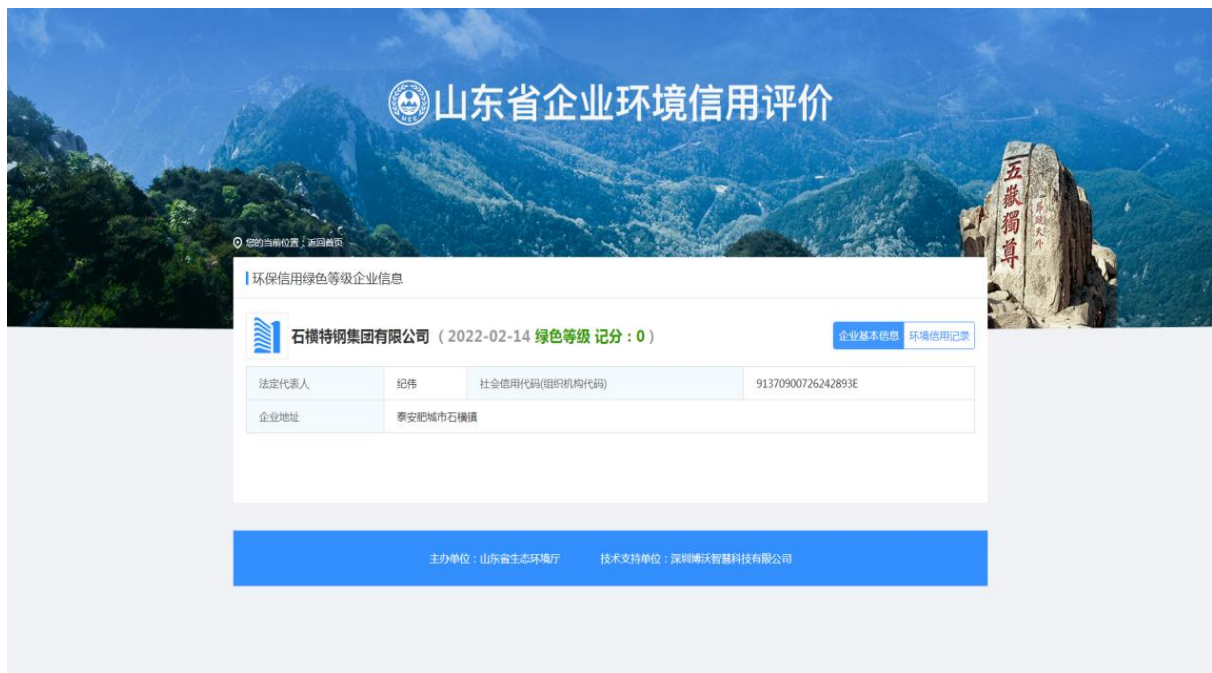 山东省企业环境信用评价
五嶽獨尊
昂頭天外
您的当前位置：返回首页
环保信用绿色等级企业信息
石横特钢集团有限公司（2022-02-14 绿色等级 记分：0）
企业基本信息 环境信用记录
法定代表人 纪伟 社会信用代码(组织机构代码) 91370900726242893E
企业地址 泰安肥城市石横镇
主办单位：山东省生态环境厅 技术支持单位：深圳博沃智慧科技有限公司